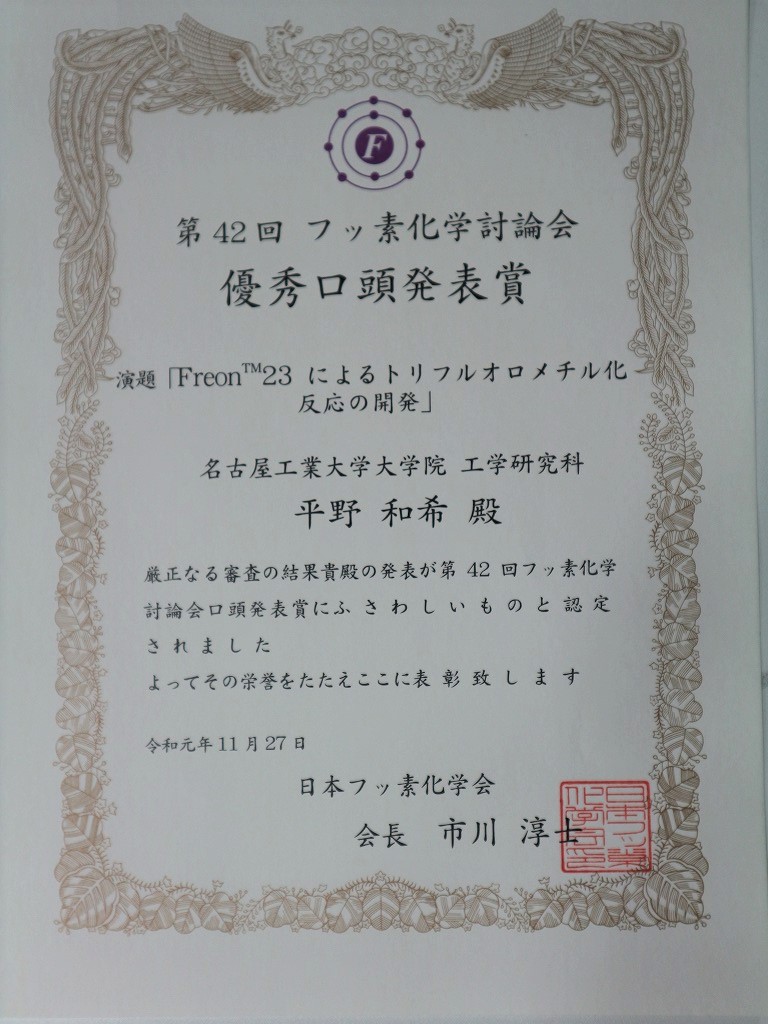 F
第42回 フッ素化学討論会
優秀口頭発表賞
演題「Freon™23 によるトリフルオロメチル化
反応の開発」
名古屋工業大学大学院 工学研究科
平野 和希 殿
厳正なる審査の結果貴殿の発表が第 42 回フッ素化学
討論会口頭発表賞にふさわしいものと認定
されました
よってその栄誉をたたえここに表彰致します
令和元年11月27日
日本フッ素化学会
会長 市川 淳士